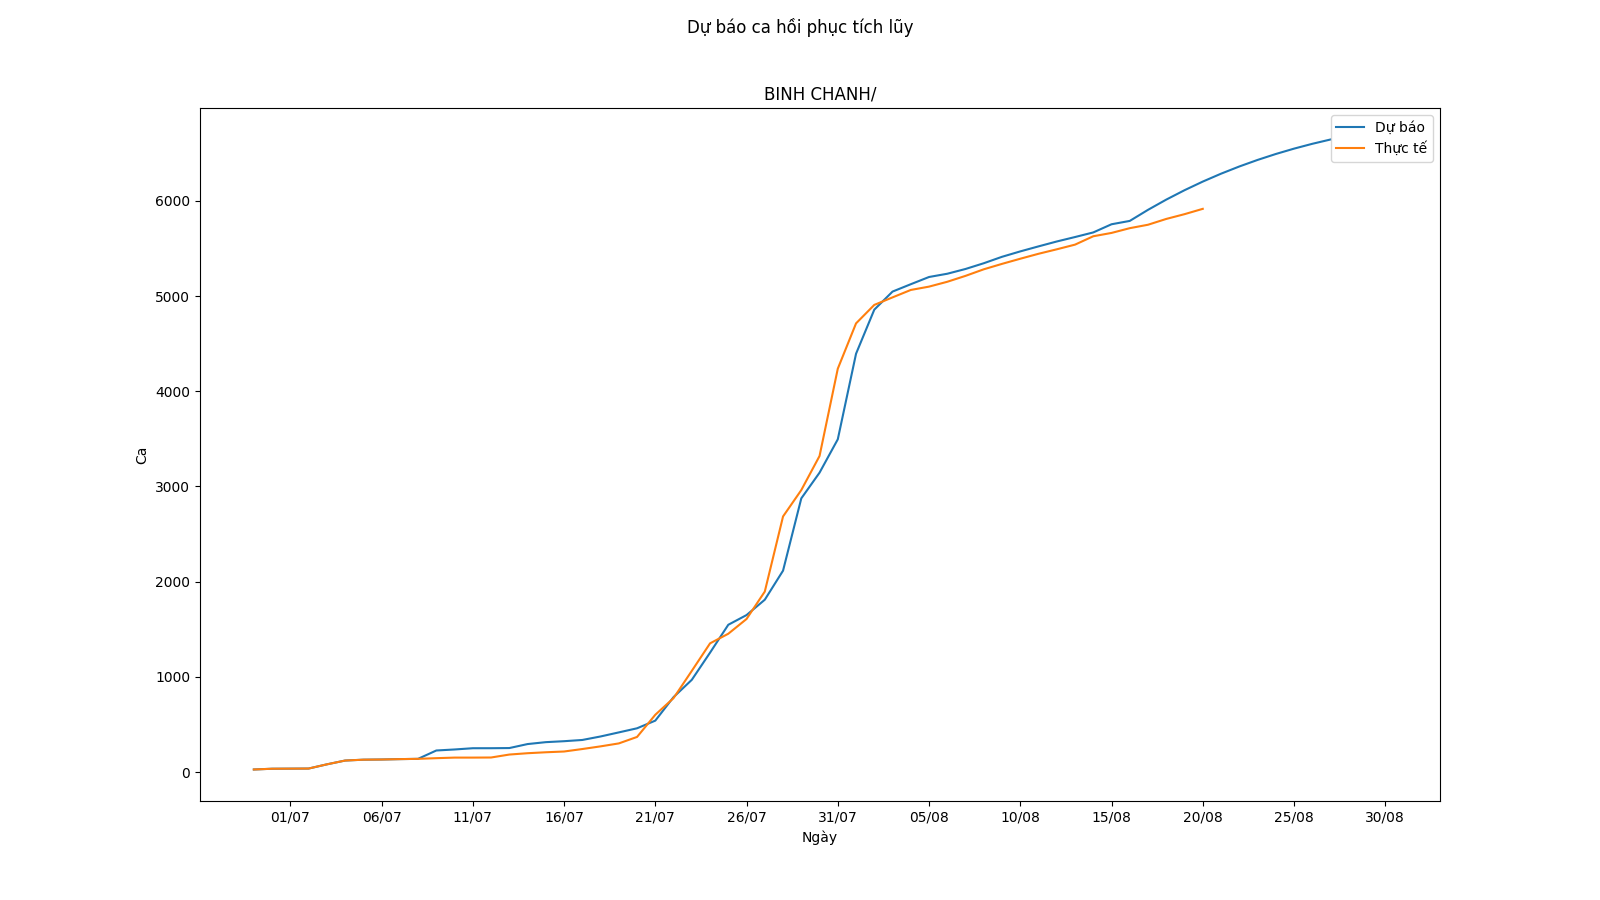 Dự báo ca hồi phục tích lũy
BINH CHANH/
Dự báo
Thực tế
6000
5000
4000
3000
2000
1000
0
Ca
01/07 06/07 11/07 16/07 21/07 26/07 31/07 05/08 10/08 15/08 20/08 25/08 30/08
Ngày